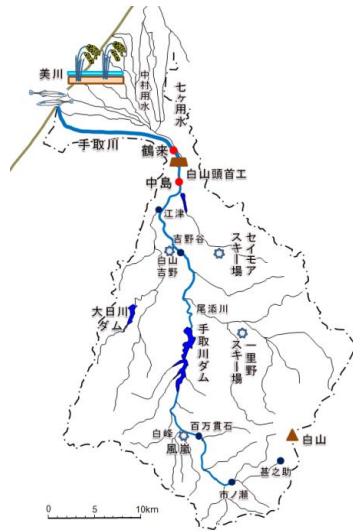 美川
中村用水
七ヶ用水
手取川
鶴来
白山頭首工
中島
江津
吉野谷
白山
吉野
セイモア
スキー場
尾添川
大日川
ダム
手取川ダム
一里野
スキー場
白峰
風嵐
百万貫石
白山
甚之助
市ノ瀬
0 5 10km